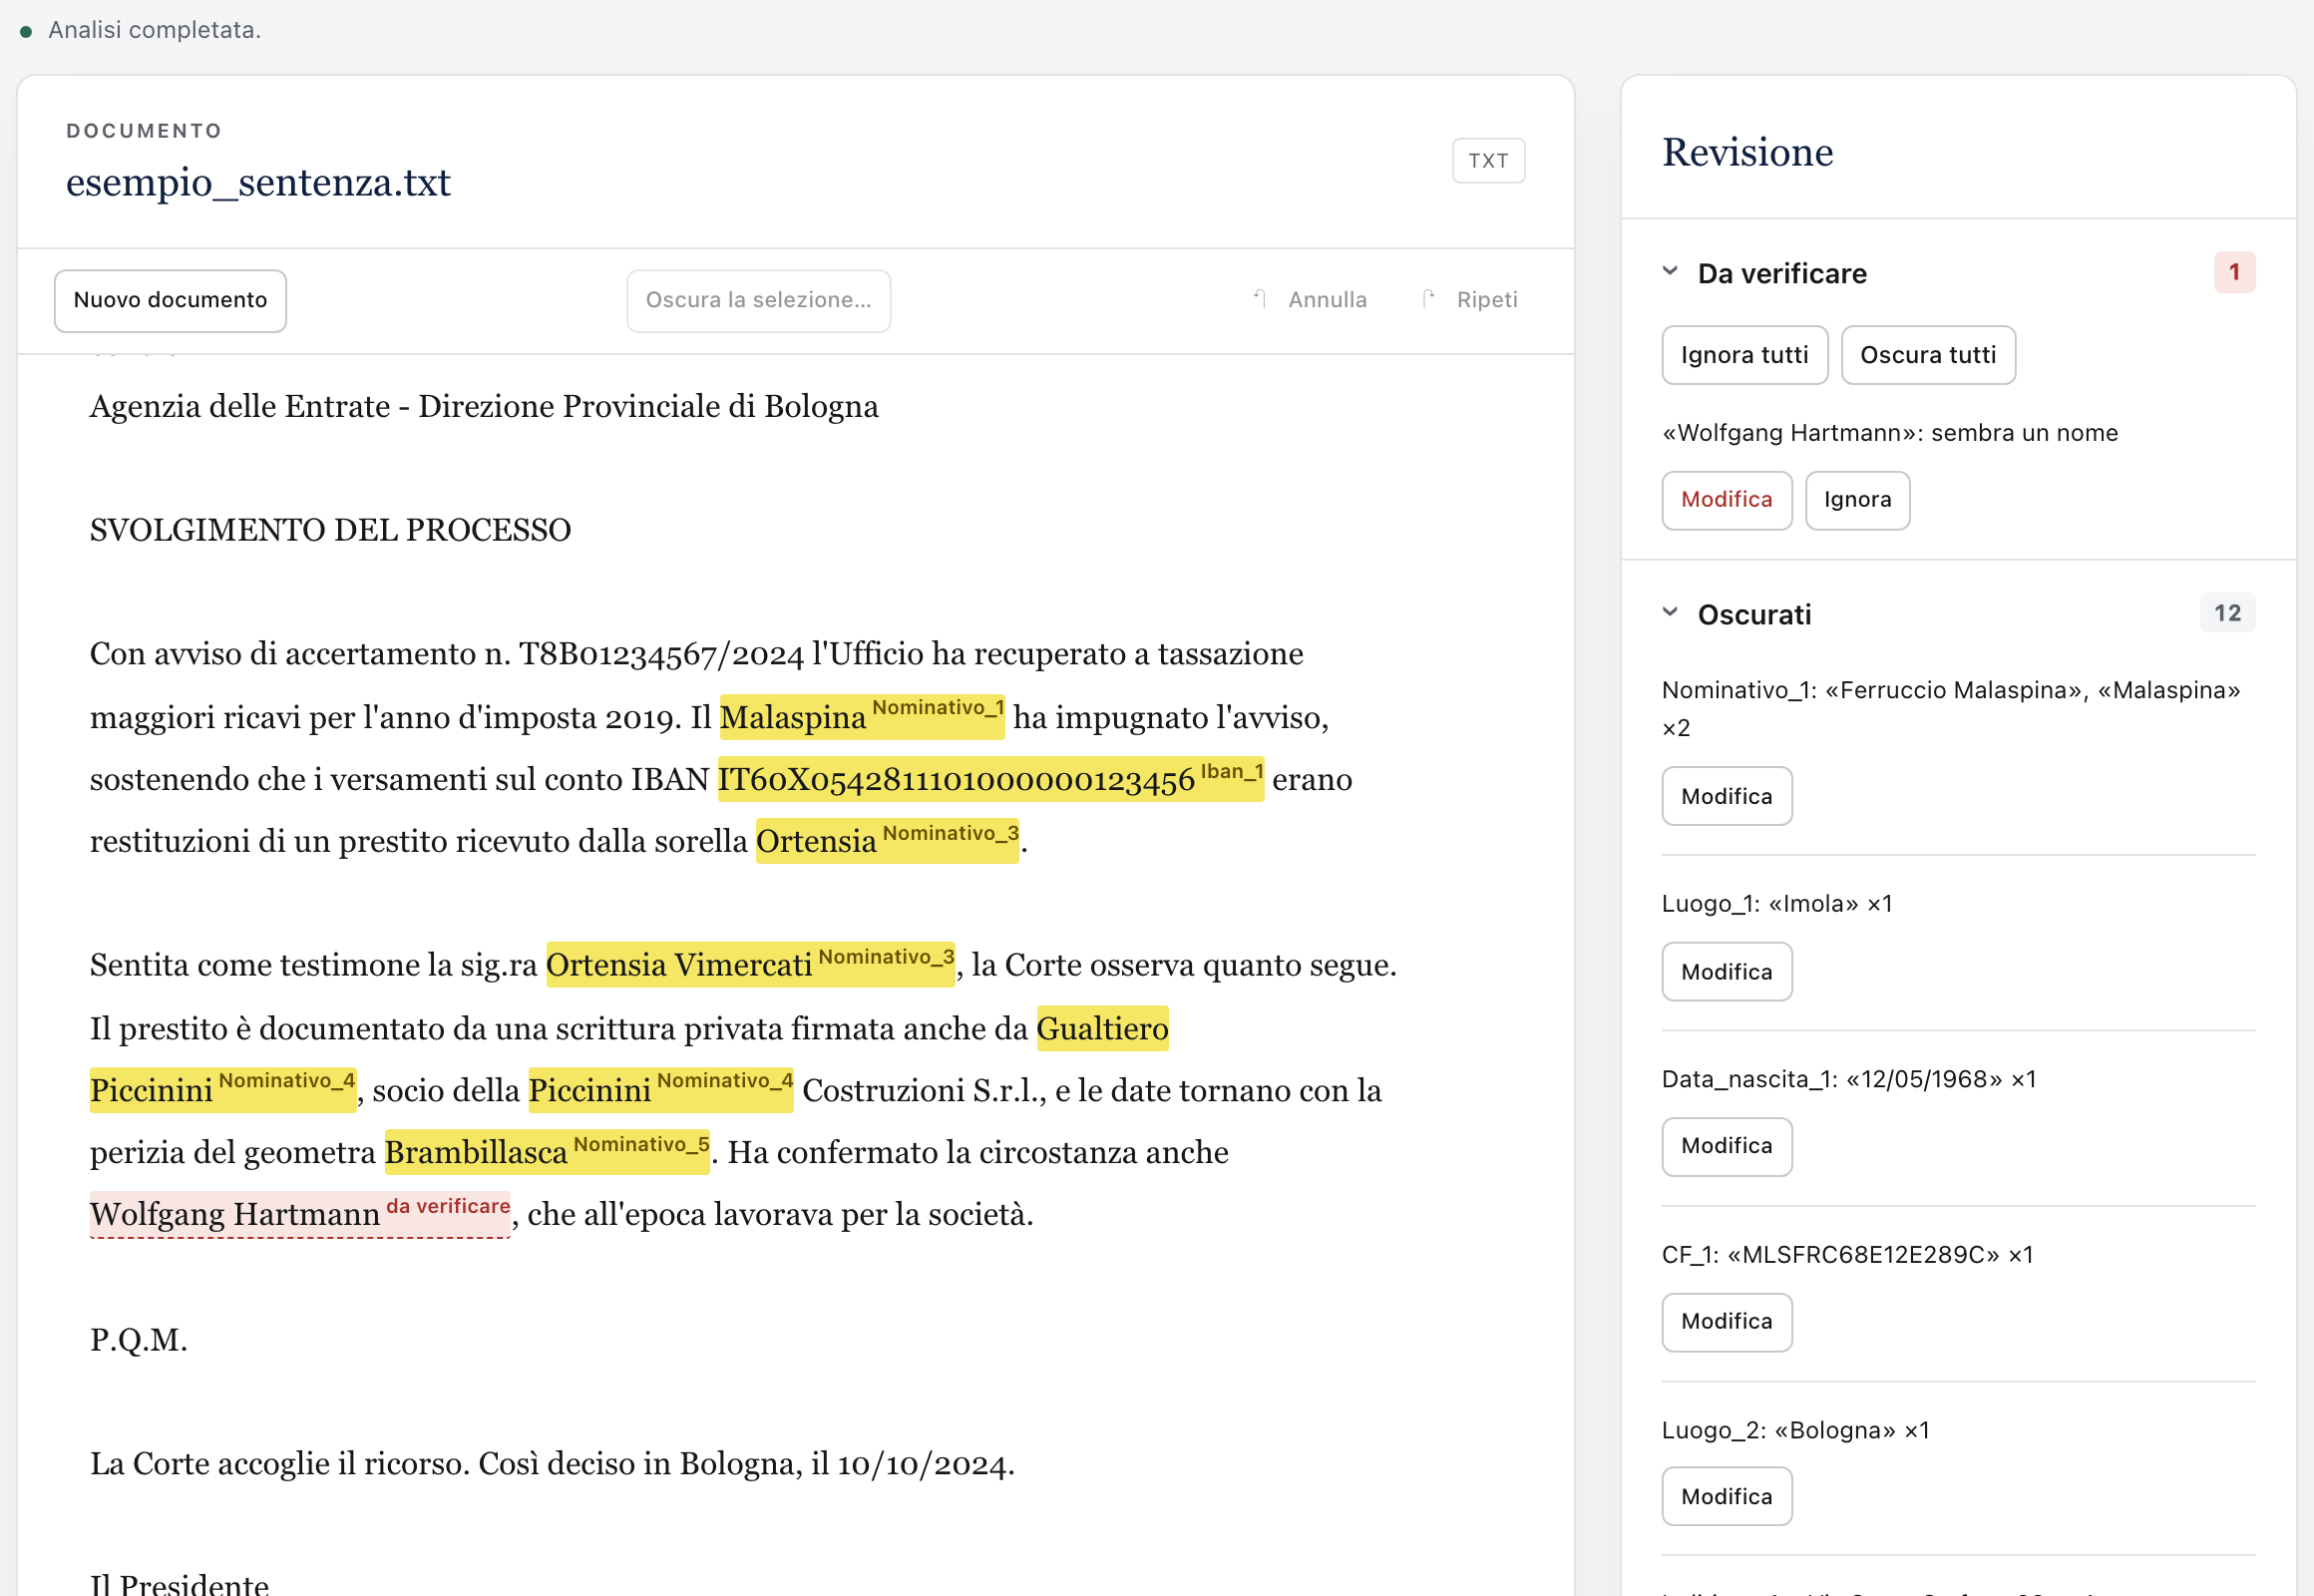 Analisi completata.
DOCUMENTO
esempio_sentenza.txt
TXT
Nuovo documento
Oscura la selezione...
Annulla
Ripeti
Agenzia delle Entrate - Direzione Provinciale di Bologna
SVOLGIMENTO DEL PROCESSO
Con avviso di accertamento n. T8B01234567/2024 l'Ufficio ha recuperato a tassazione
maggiori ricavi per l'anno d'imposta 2019. Il Malaspina Nominativo_1 ha impugnato l'avviso,
sostenendo che i versamenti sul conto IBAN IT60X0542811101000000123456 Iban_1 erano
restituzioni di un prestito ricevuto dalla sorella Ortensia Nominativo_3.
Sentita come testimone la sig.ra Ortensia Vimercati Nominativo_3, la Corte osserva quanto segue.
Il prestito è documentato da una scrittura privata firmata anche da Gualtiero
Piccinini Nominativo_4, socio della Piccinini Nominativo_4 Costruzioni S.r.l., e le date tornano con la
perizia del geometra Brambillasca Nominativo_5. Ha confermato la circostanza anche
Wolfgang Hartmann da verificare, che all'epoca lavorava per la società.
P.Q.M.
La Corte accoglie il ricorso. Così deciso in Bologna, il 10/10/2024.
Il Presidente
Revisione
Da verificare
1
Ignora tutti
Oscura tutti
«Wolfgang Hartmann»: sembra un nome
Modifica
Ignora
Oscurati
12
Nominativo_1: «Ferruccio Malaspina», «Malaspina»
×2
Modifica
Luogo_1: «Imola» ×1
Modifica
Data_nascita_1: «12/05/1968» ×1
Modifica
CF_1: «MLSFRC68E12E289C» ×1
Modifica
Luogo_2: «Bologna» ×1
Modifica